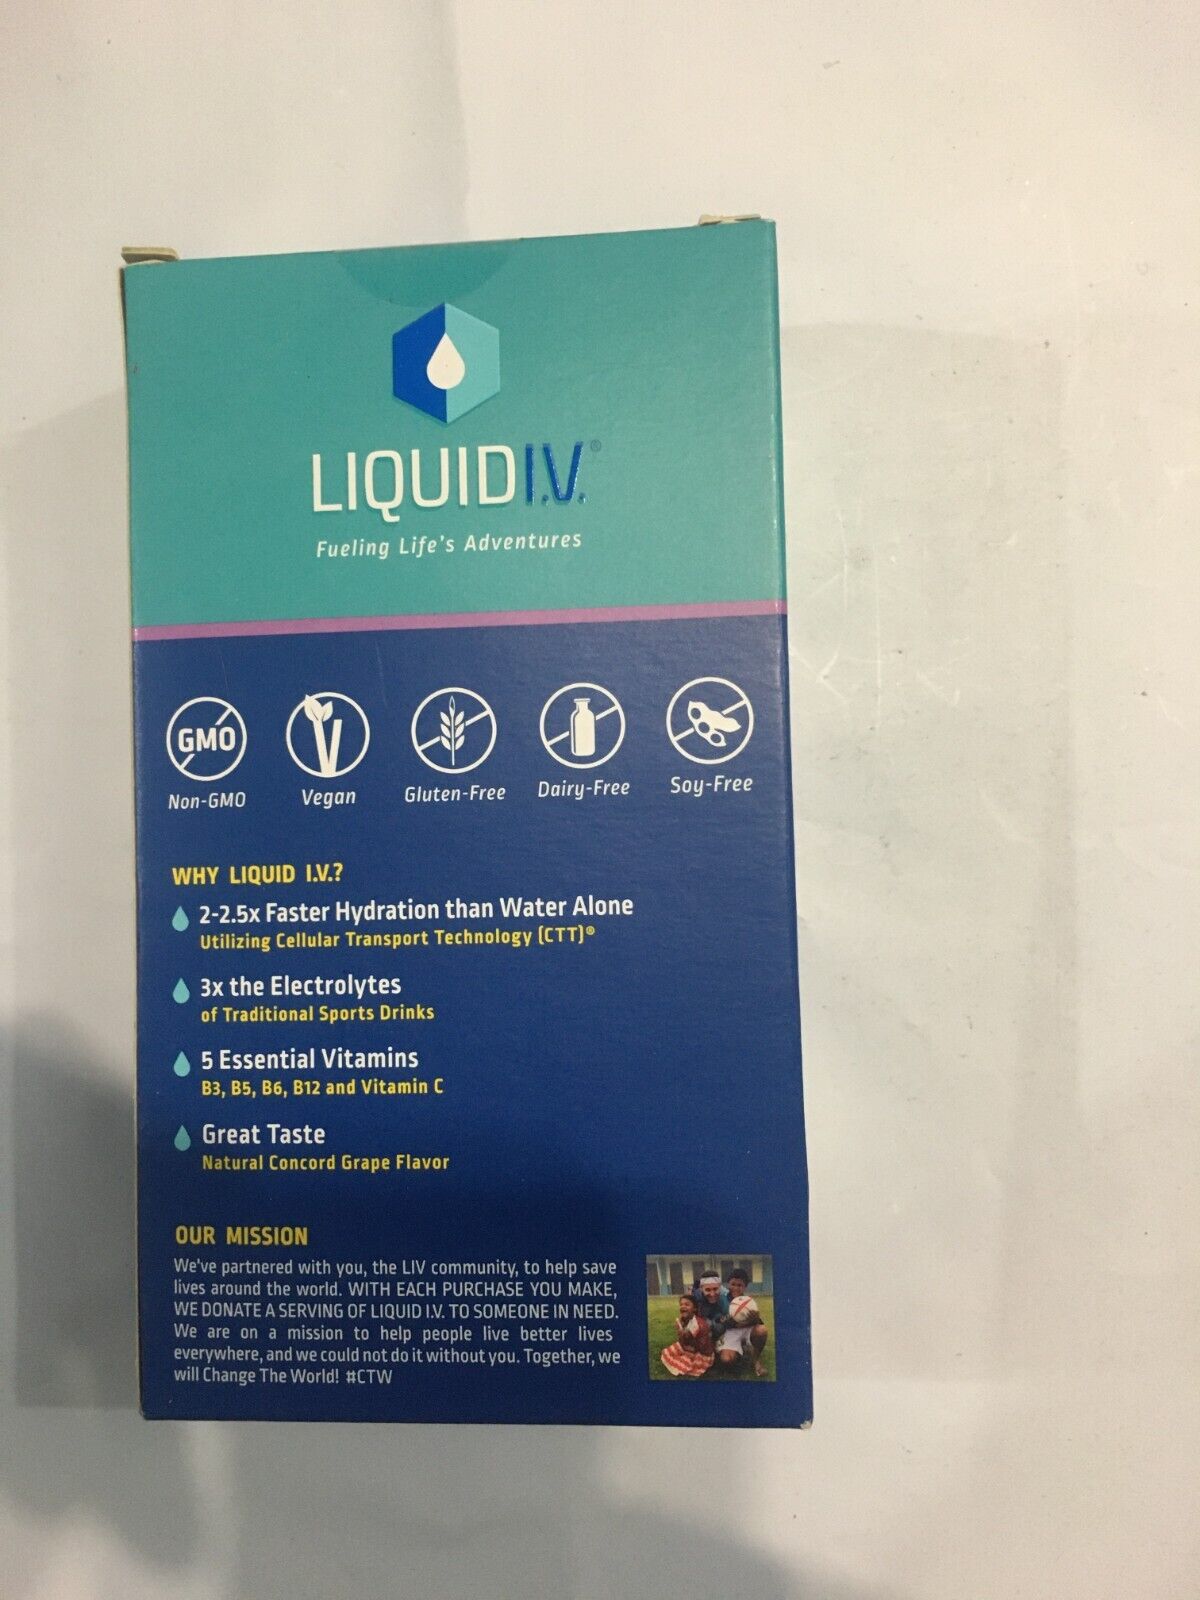 LIQUID I.V.®
Fueling Life's Adventures
GMO
Non-GMO
Vegan
Gluten-Free
Dairy-Free
Soy-Free
WHY LIQUID I.V.?
2-2.5x Faster Hydration than Water Alone
Utilizing Cellular Transport Technology (CTT)®
3x the Electrolytes
of Traditional Sports Drinks
5 Essential Vitamins
B3, B5, B6, B12 and Vitamin C
Great Taste
Natural Concord Grape Flavor
OUR MISSION
We've partnered with you, the LIV community, to help save
lives around the world. WITH EACH PURCHASE YOU MAKE,
WE DONATE A SERVING OF LIQUID I.V. TO SOMEONE IN NEED.
We are on a mission to help people live better lives
everywhere, and we could not do it without you. Together, we
will Change The World! #CTW